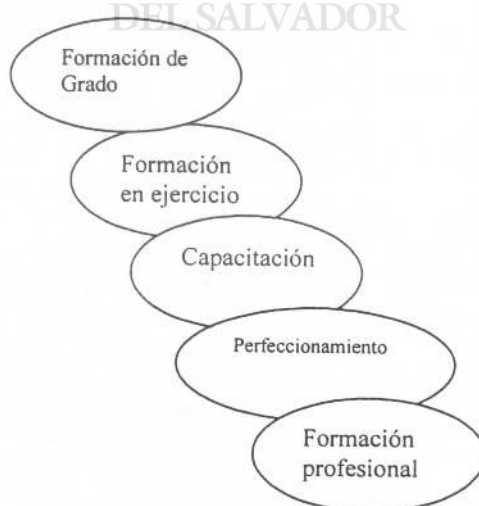 DEL SALVADOR
Formación de
Grado
Formación
en ejercicio
Capacitación
Perfeccionamiento
Formación
profesional